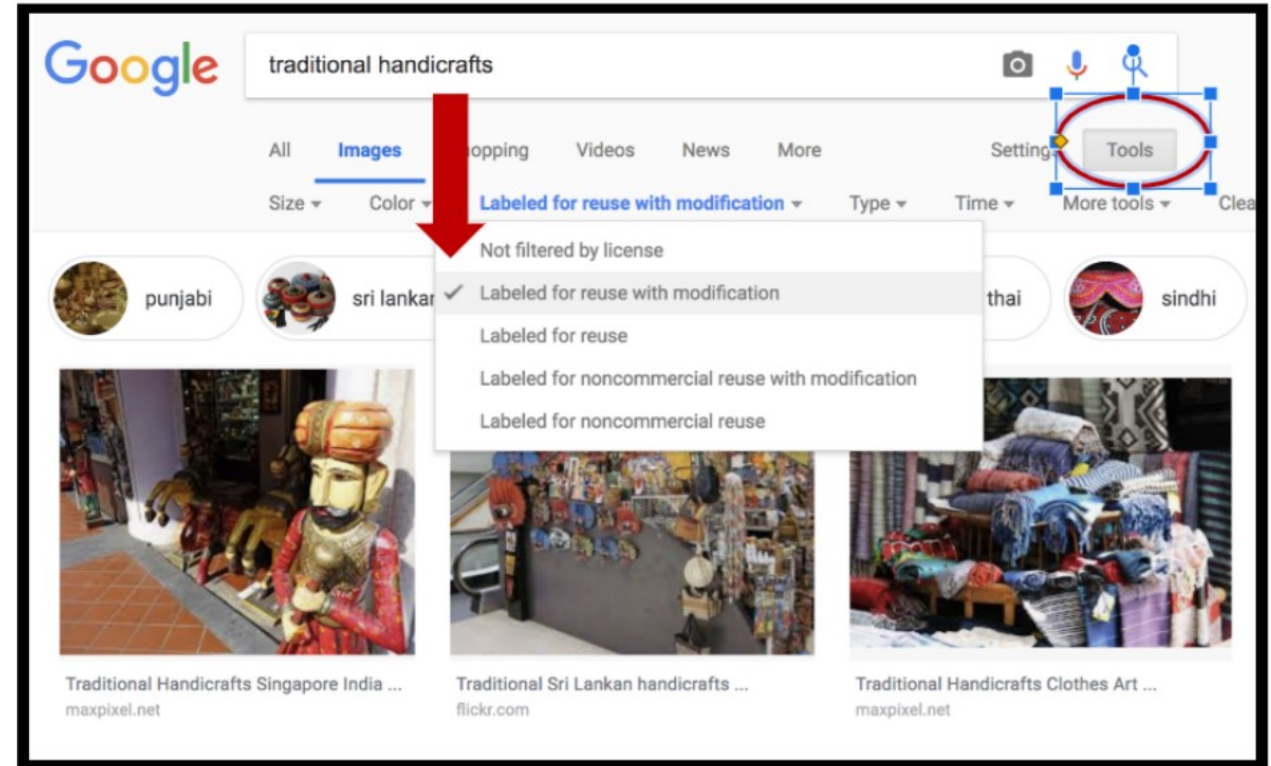 Google
traditional handicrafts
All Images opping Videos News More Setting Tools
Size Color Labeled for reuse with modification Type Time More tools Clea
Not filtered by license
punjabi sri lankan Labeled for reuse with modification thai sindhi
Labeled for reuse
Labeled for noncommercial reuse with modification
Labeled for noncommercial reuse
Traditional Handicrafts Singapore India ... Traditional Sri Lankan handicrafts ... Traditional Handicrafts Clothes Art ...
maxpixel.net flickr.com maxpixel.net